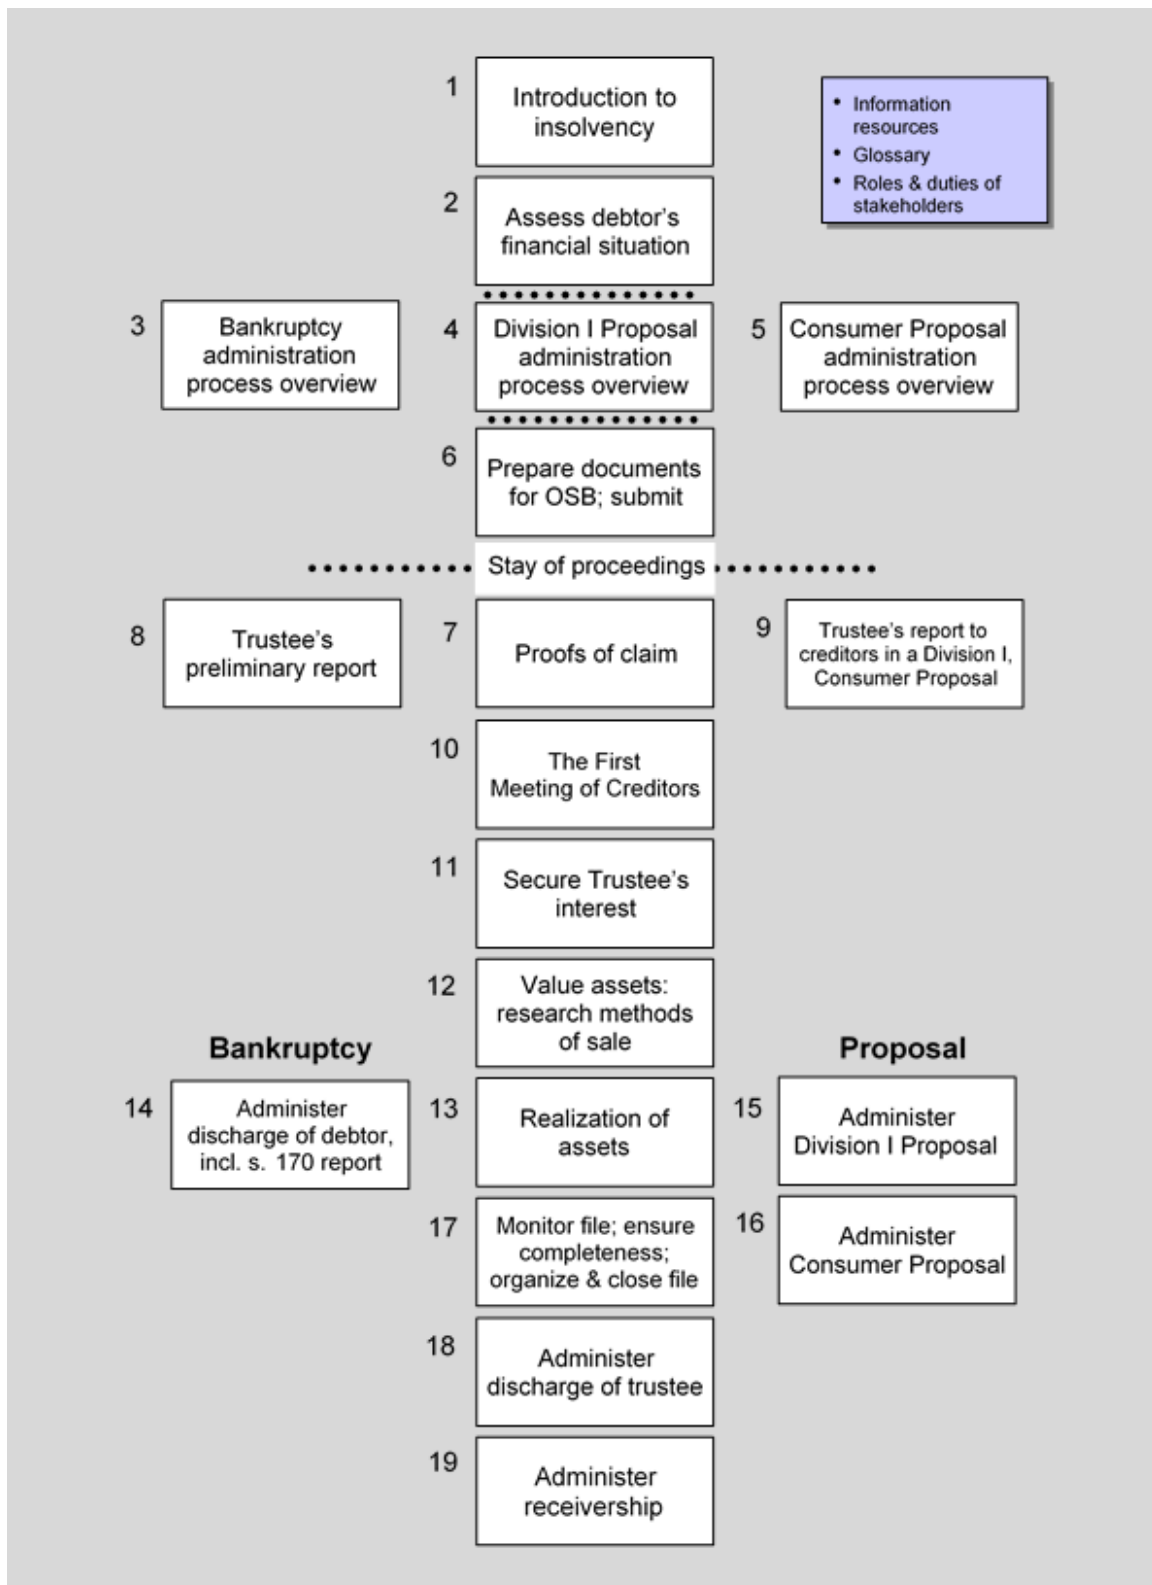 1
Introduction to
insolvency
• Information
resources
• Glossary
• Roles & duties of
stakeholders
2
Assess debtor's
financial situation
3
Bankruptcy
administration
process overview
4
Division I Proposal
administration
process overview
5
Consumer Proposal
administration
process overview
6
Prepare documents
for OSB; submit
Stay of proceedings
8
Trustee's
preliminary report
7
Proofs of claim
9
Trustee's report to
creditors in a Division I,
Consumer Proposal
10
The First
Meeting of Creditors
11
Secure Trustee's
interest
12
Value assets:
research methods
of sale
Bankruptcy
Proposal
14
Administer
discharge of debtor,
incl. s. 170 report
13
Realization of
assets
15
Administer
Division I Proposal
17
Monitor file; ensure
completeness;
organize & close file
16
Administer
Consumer Proposal
18
Administer
discharge of trustee
19
Administer
receivership